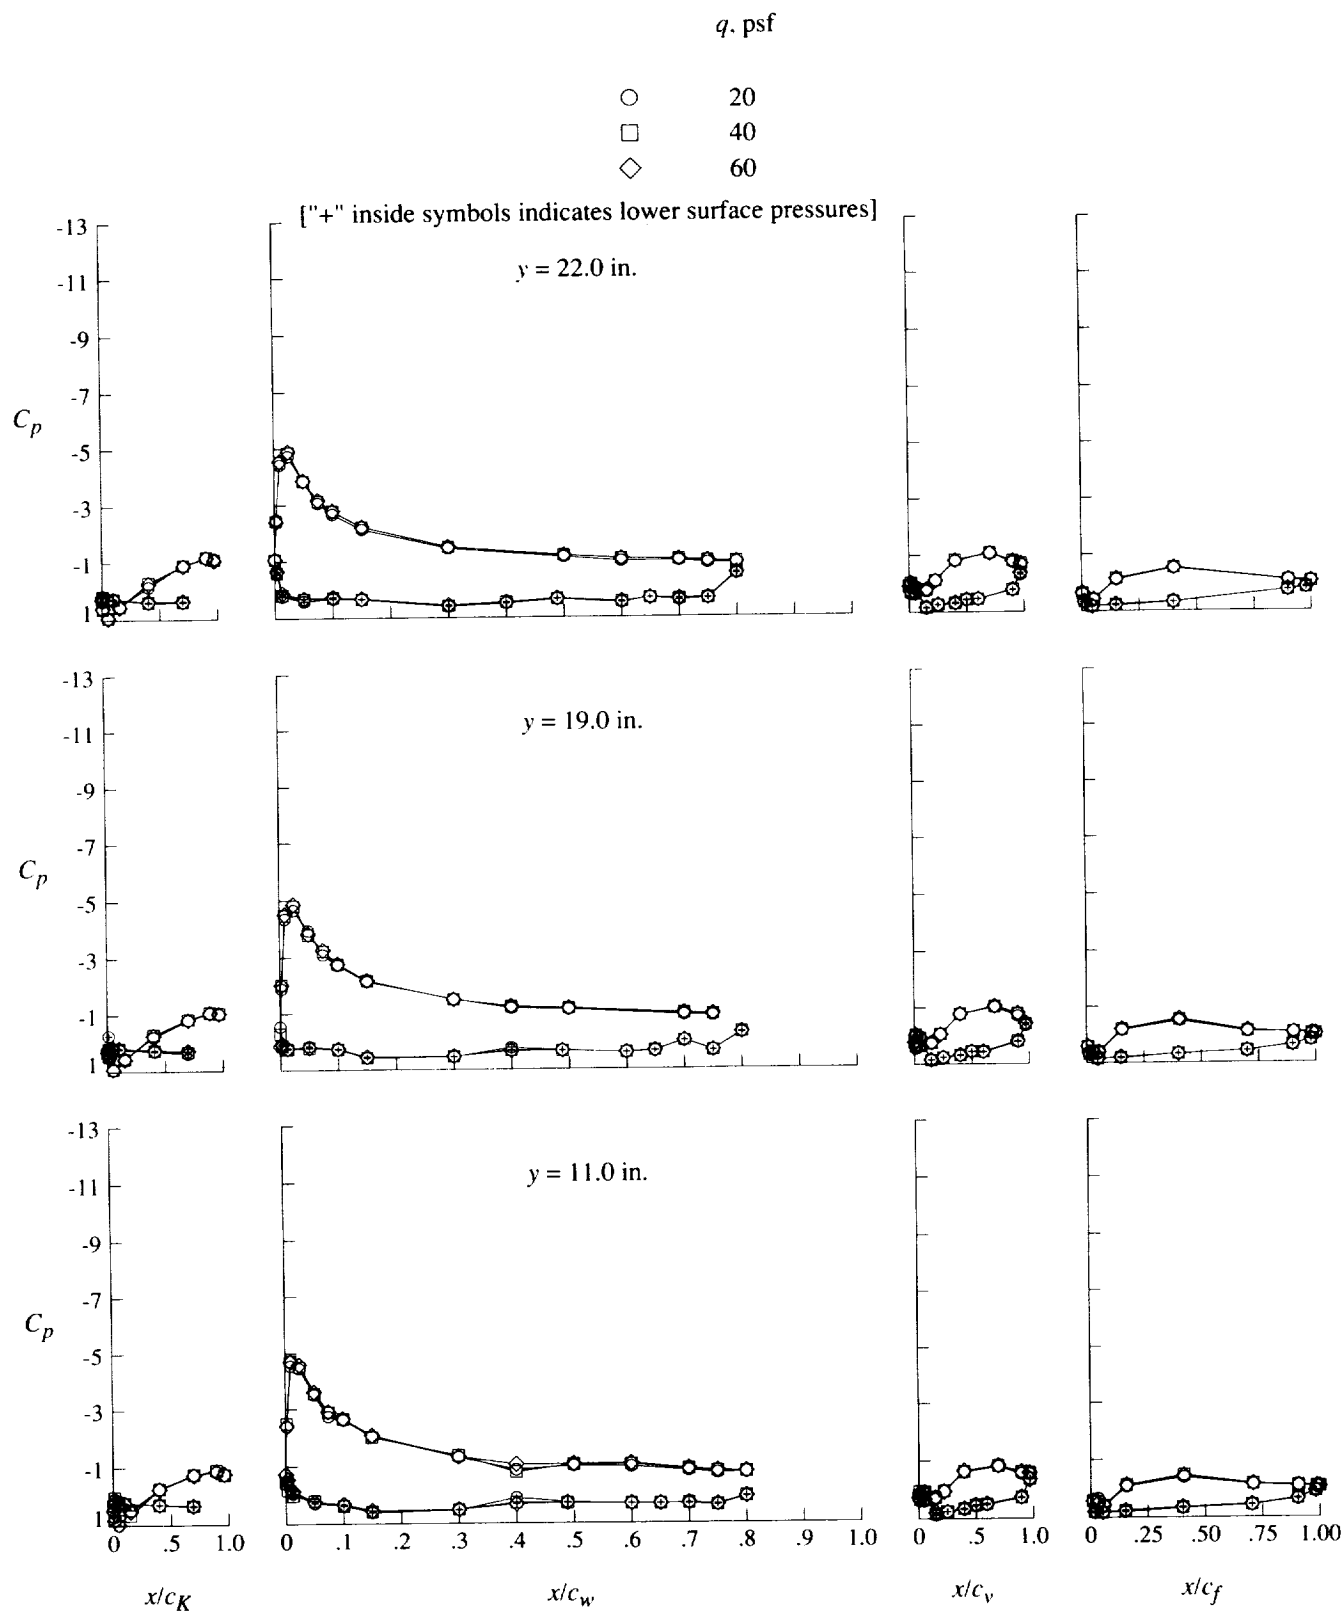 q, psf
20
40
60
["+" inside symbols indicates lower surface pressures]
y = 22.0 in.
-13
-11
-9
-7
-5
-3
-1
1
C_p
y = 19.0 in.
-13
-11
-9
-7
-5
-3
-1
1
C_p
y = 11.0 in.
-13
-11
-9
-7
-5
-3
-1
1
C_p
0 .5 1.0
0 .1 .2 .3 .4 .5 .6 .7 .8 .9 1.0
0 .5 1.0
0 .25 .50 .75 1.00
x/c_K
x/c_w
x/c_v
x/c_f